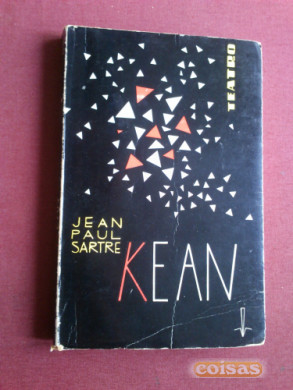 TEATRO
JEAN
PAUL
SARTRE
KEAN
coisas